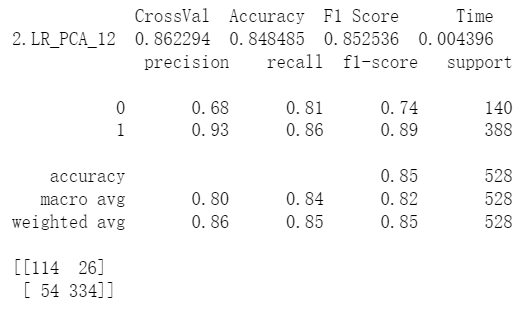 CrossVal Accuracy F1 Score Time
2.LR_PCA_12 0.862294 0.848485 0.852536 0.004396
precision recall f1-score support
0 0.68 0.81 0.74 140
1 0.93 0.86 0.89 388
accuracy 0.85 528
macro avg 0.80 0.84 0.82 528
weighted avg 0.86 0.85 0.85 528
[[114 26]
[ 54 334]]